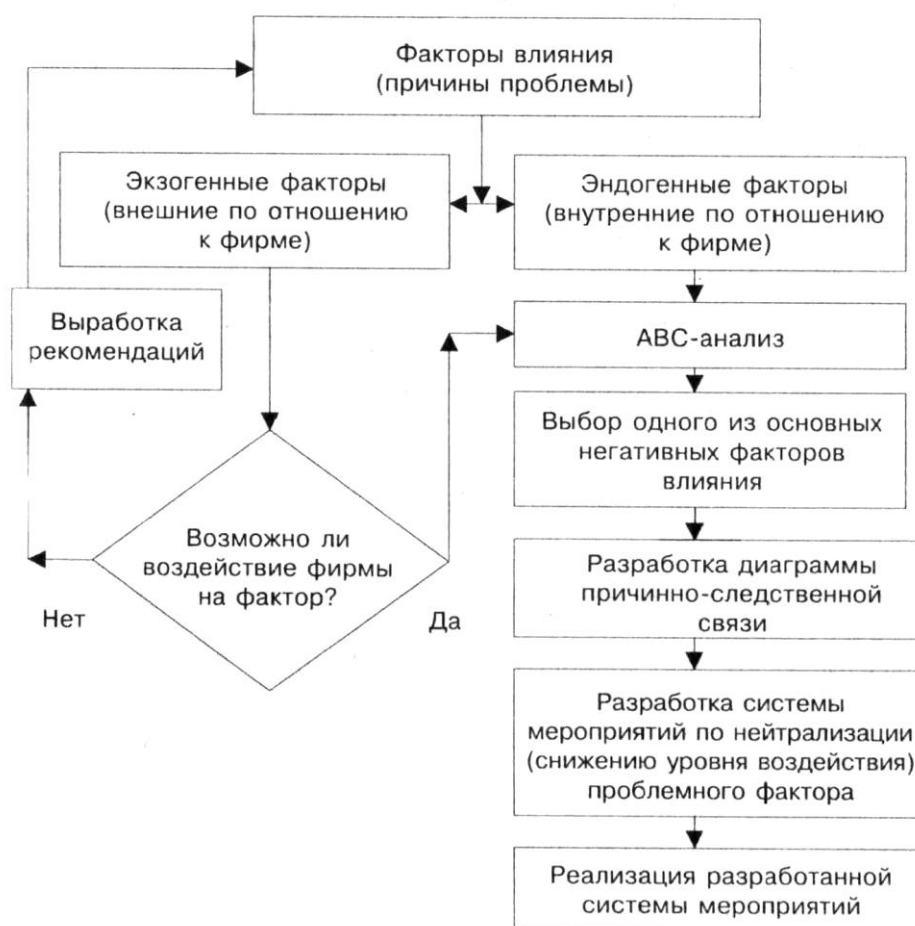 Факторы влияния
(причины проблемы)
Экзогенные факторы
(внешние по отношению
к фирме)
Эндогенные факторы
(внутренние по отношению
к фирме)
Выработка
рекомендаций
АВС-анализ
Выбор одного из основных
негативных факторов
влияния
Возможно ли
воздействие фирмы
на фактор?
Нет
Да
Разработка диаграммы
причинно-следственной
связи
Разработка системы
мероприятий по нейтрализации
(снижению уровня воздействия)
проблемного фактора
Реализация разработанной
системы мероприятий